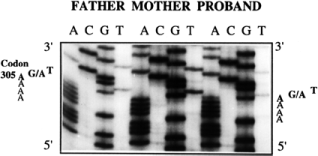 FATHER MOTHER PROBAND
A C G T A C G T A C G T
3' 3'
Codon
305 A G/A T
A
A
A
G/A T
A
A
A
A
5' 5'